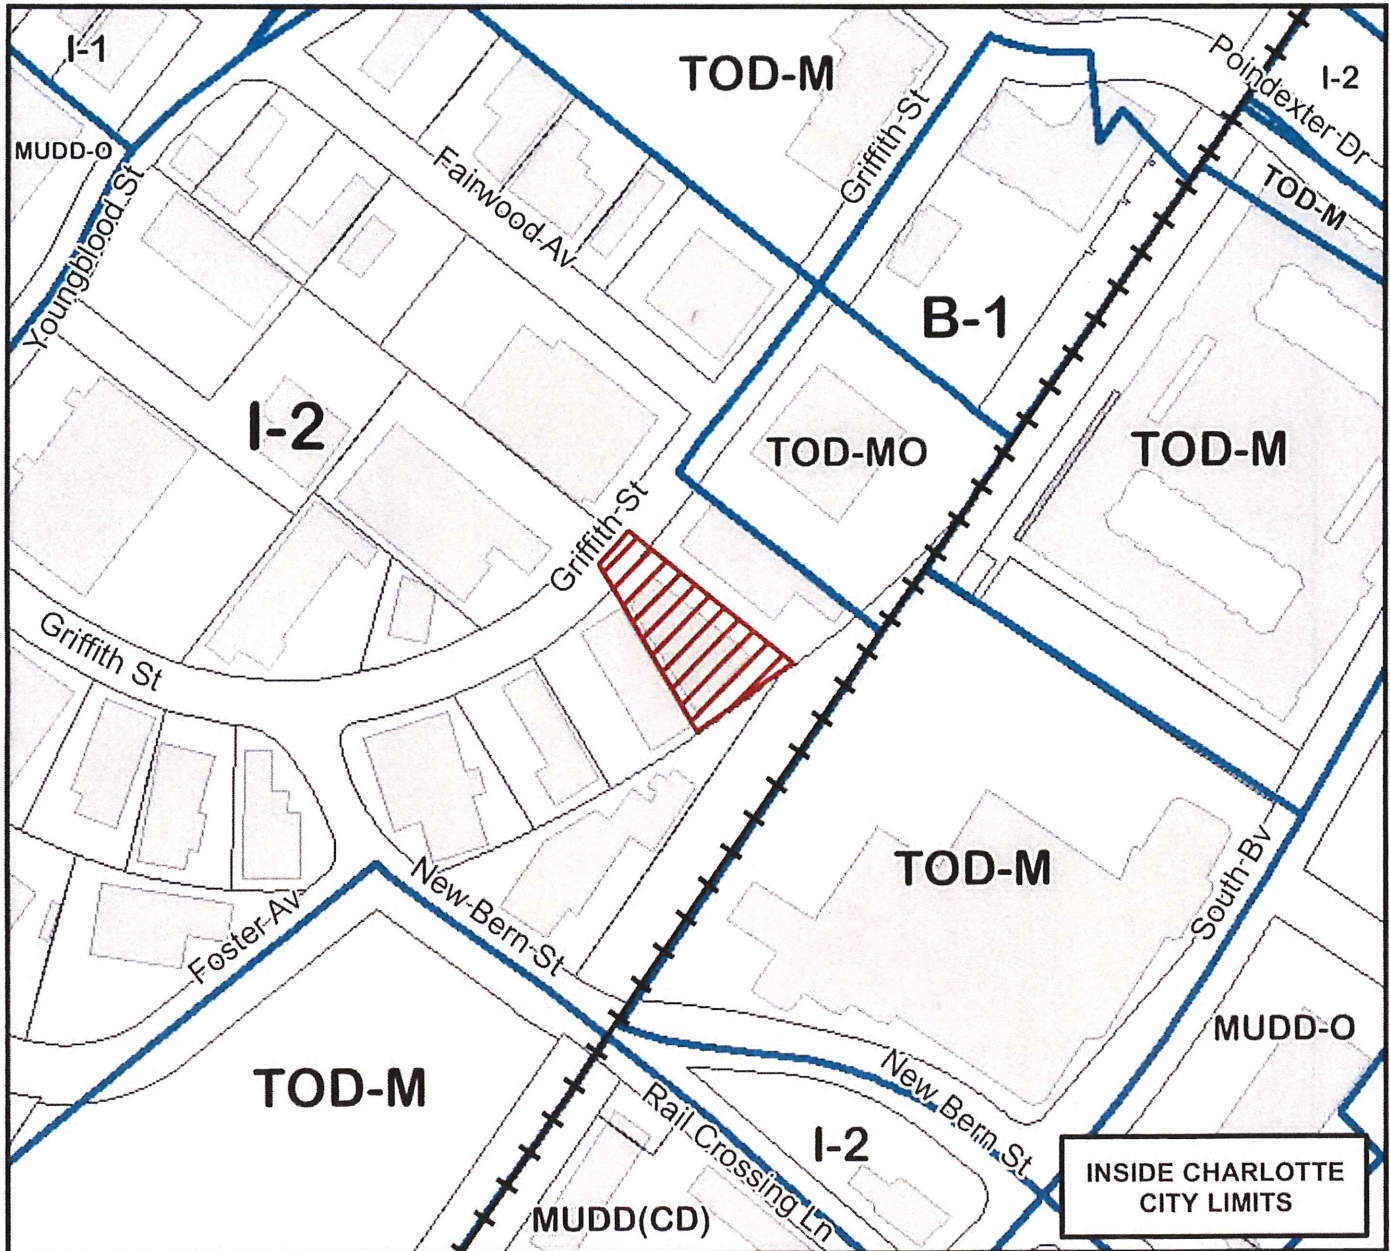 I-1
TOD-M
Poindexter Dr
I-2
MUDD-O
Griffith St
Fairwood Av
TOD-M
Youngblood St
B-1
I-2
TOD-MO
TOD-M
Griffith St
Griffith St
TOD-M
South Bv
New Bern St
Foster Av
MUDD-O
TOD-M
New Bern St
Rail Crossing Ln
I-2
MUDD(CD)
INSIDE CHARLOTTE
CITY LIMITS